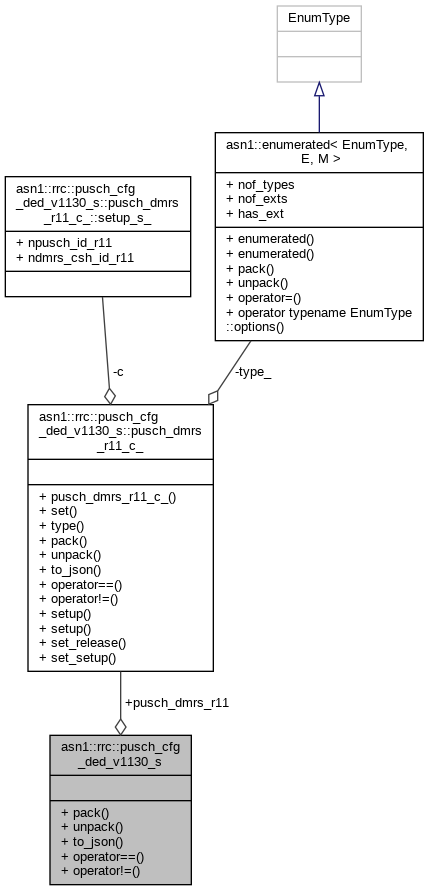 EnumType
asn1::enumerated< EnumType,
E, M >
+ nof_types
+ nof_exts
+ has_ext
+ enumerated()
+ enumerated()
+ pack()
+ unpack()
+ operator=()
+ operator typename EnumType
::options()
asn1::rrc::pusch_cfg
_ded_v1130_s::pusch_dmrs
_r11_c_::setup_s_
+ npusch_id_r11
+ ndmrs_csh_id_r11
-c
-type_
asn1::rrc::pusch_cfg
_ded_v1130_s::pusch_dmrs
_r11_c_
+ pusch_dmrs_r11_c_()
+ set()
+ type()
+ pack()
+ unpack()
+ to_json()
+ operator==()
+ operator!=()
+ setup()
+ setup()
+ set_release()
+ set_setup()
+pusch_dmrs_r11
asn1::rrc::pusch_cfg
_ded_v1130_s
+ pack()
+ unpack()
+ to_json()
+ operator==()
+ operator!=()